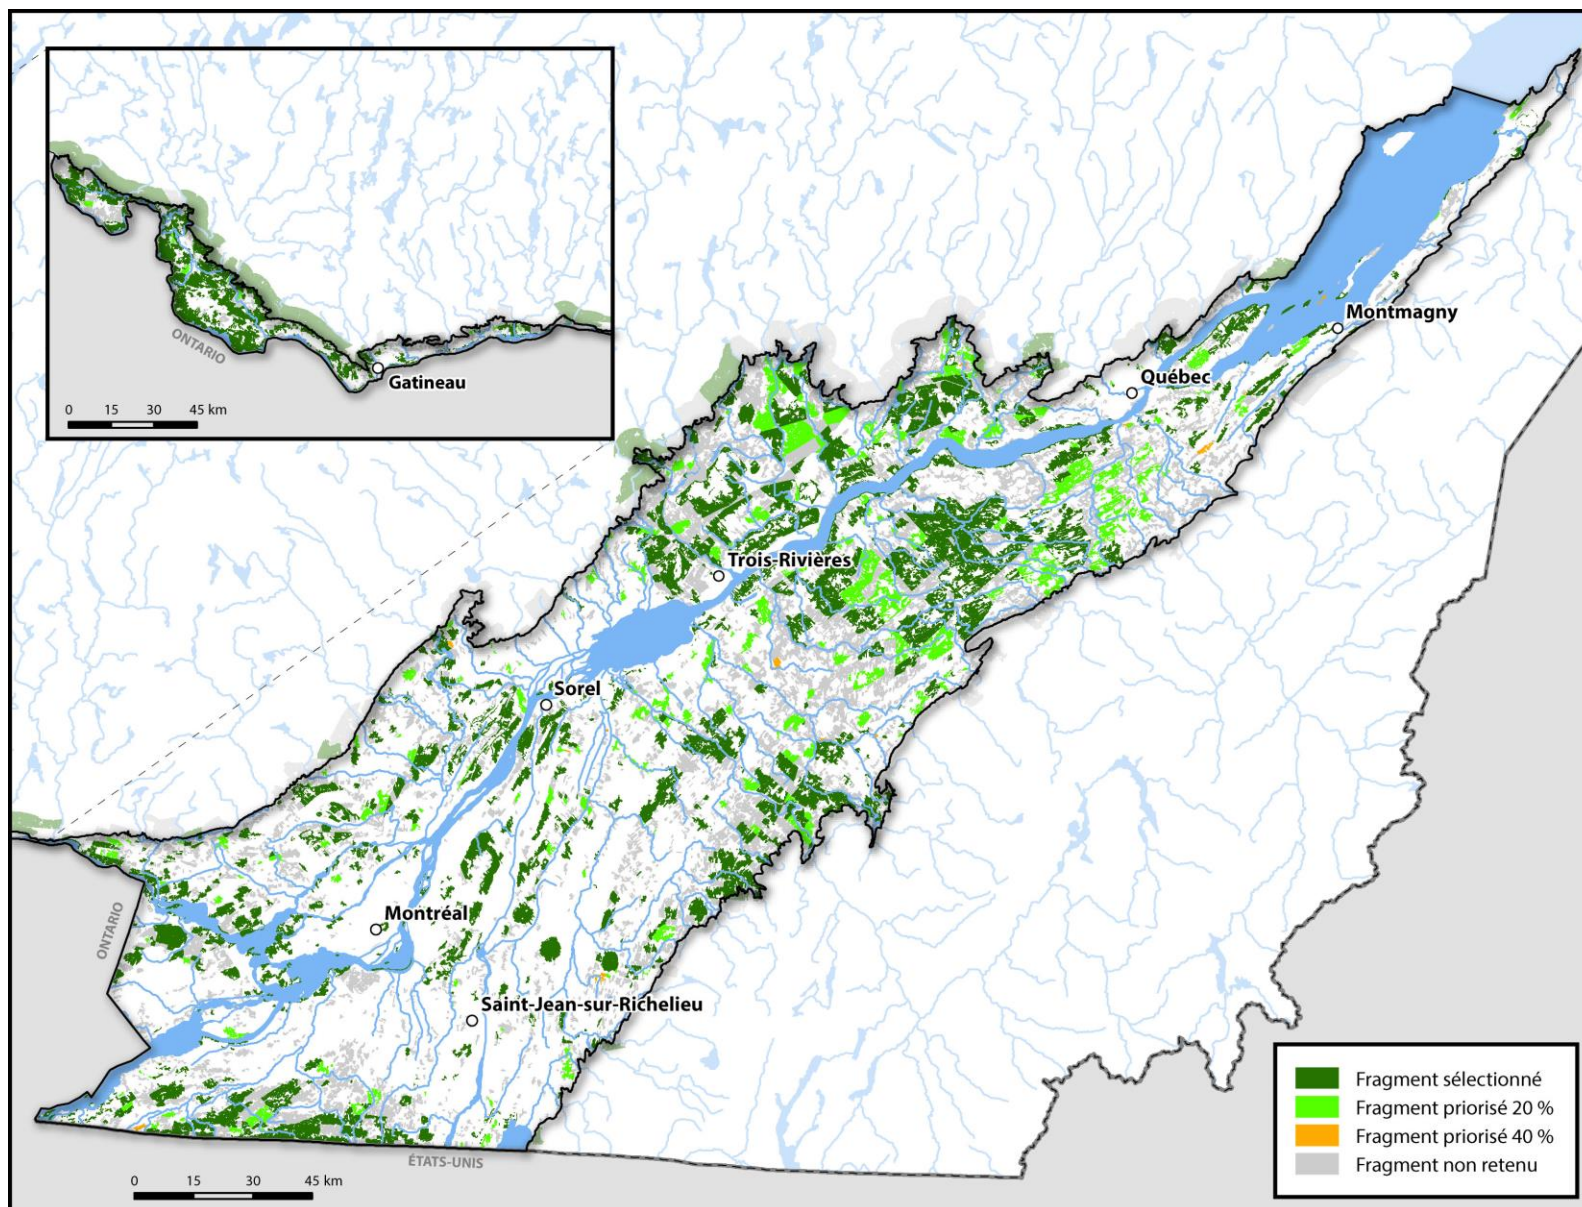 ONTARIO
Gatineau
0 15 30 45 km
Montmagny
Québec
Trois-Rivières
Sorel
Montréal
ONTARIO
Saint-Jean-sur-Richelieu
ÉTATS-UNIS
0 15 30 45 km
Fragment sélectionné
Fragment priorisé 20 %
Fragment priorisé 40 %
Fragment non retenu